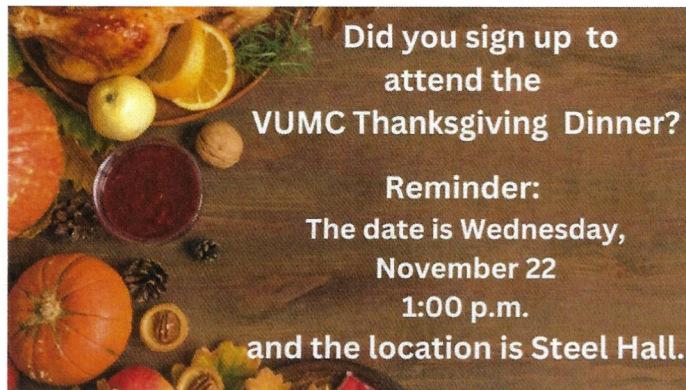 Did you sign up to
attend the
VUMC Thanksgiving Dinner?
Reminder:
The date is Wednesday,
November 22
1:00 p.m.
and the location is Steel Hall.